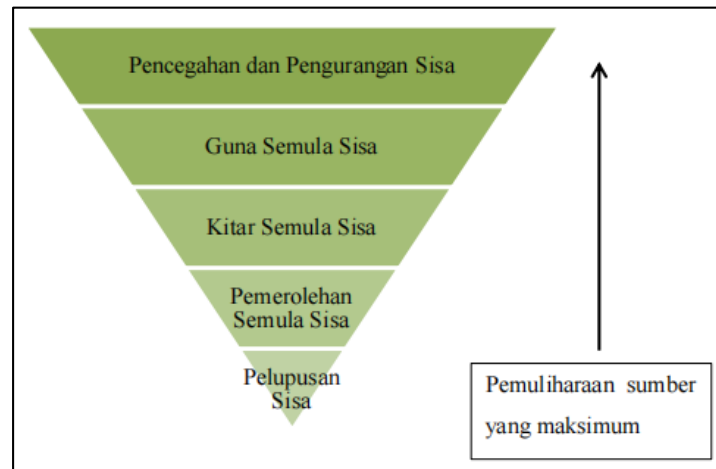 Pencegahan dan Pengurangan Sisa
Guna Semula Sisa
Kitar Semula Sisa
Pemerolehan
Semula Sisa
Pelupusan
Sisa
Pemuliharaan sumber
yang maksimum